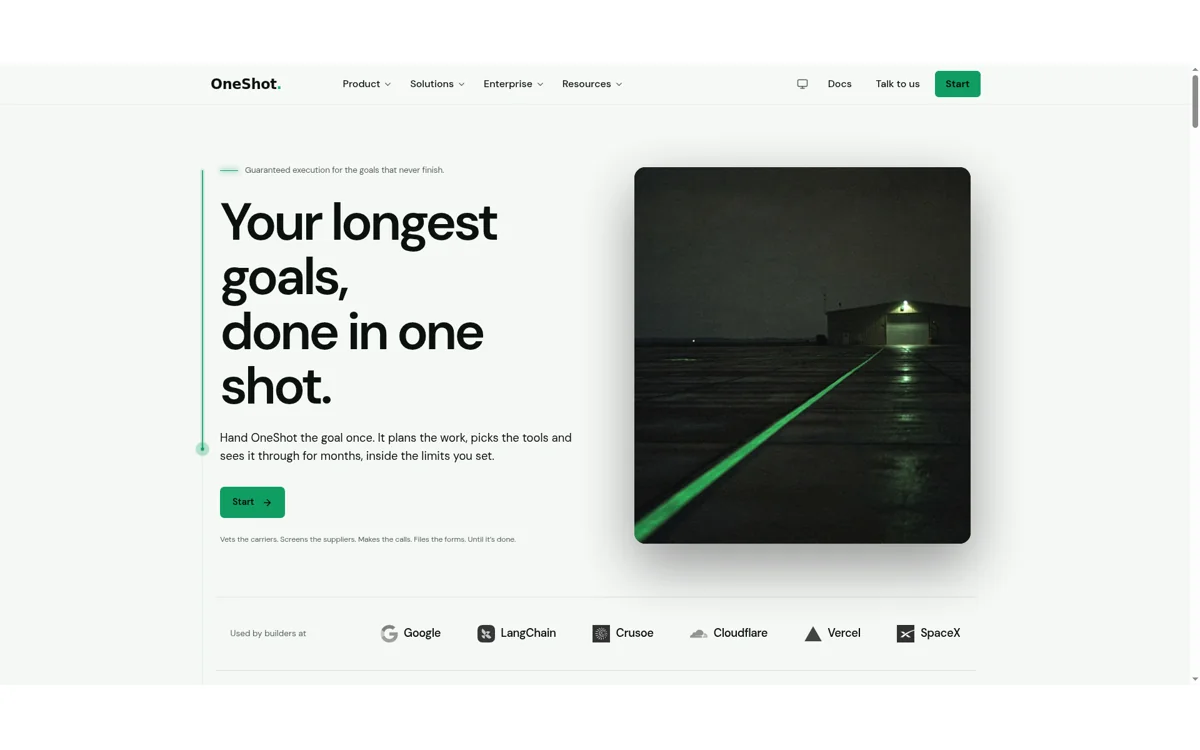 OneShot.
Product
Solutions
Enterprise
Resources
Docs
Talk to us
Start
Guaranteed execution for the goals that never finish.
Your longest
goals,
done in one
shot.
Hand OneShot the goal once. It plans the work, picks the tools and
sees it through for months, inside the limits you set.
Start →
Vets the carriers. Screens the suppliers. Makes the calls. Files the forms. Until it's done.
Used by builders at
Google
LangChain
Crusoe
Cloudflare
Vercel
SpaceX